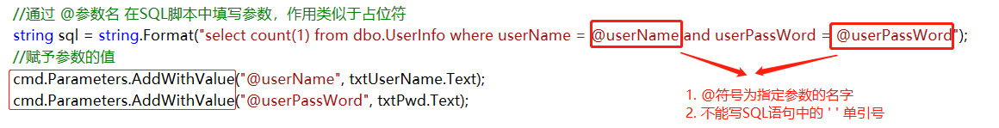 //通过 @参数名 在SQL脚本中填写参数，作用类似于占位符
string sql = string.Format("select count(1) from dbo.UserInfo where userName = @userName and userPassWord = @userPassWord");
//赋予参数的值
cmd.Parameters.AddWithValue("@userName", txtUserName.Text);
cmd.Parameters.AddWithValue("@userPassWord", txtPwd.Text);
1. @符号为指定参数的名字
2. 不能写SQL语句中的 ' ' 单引号